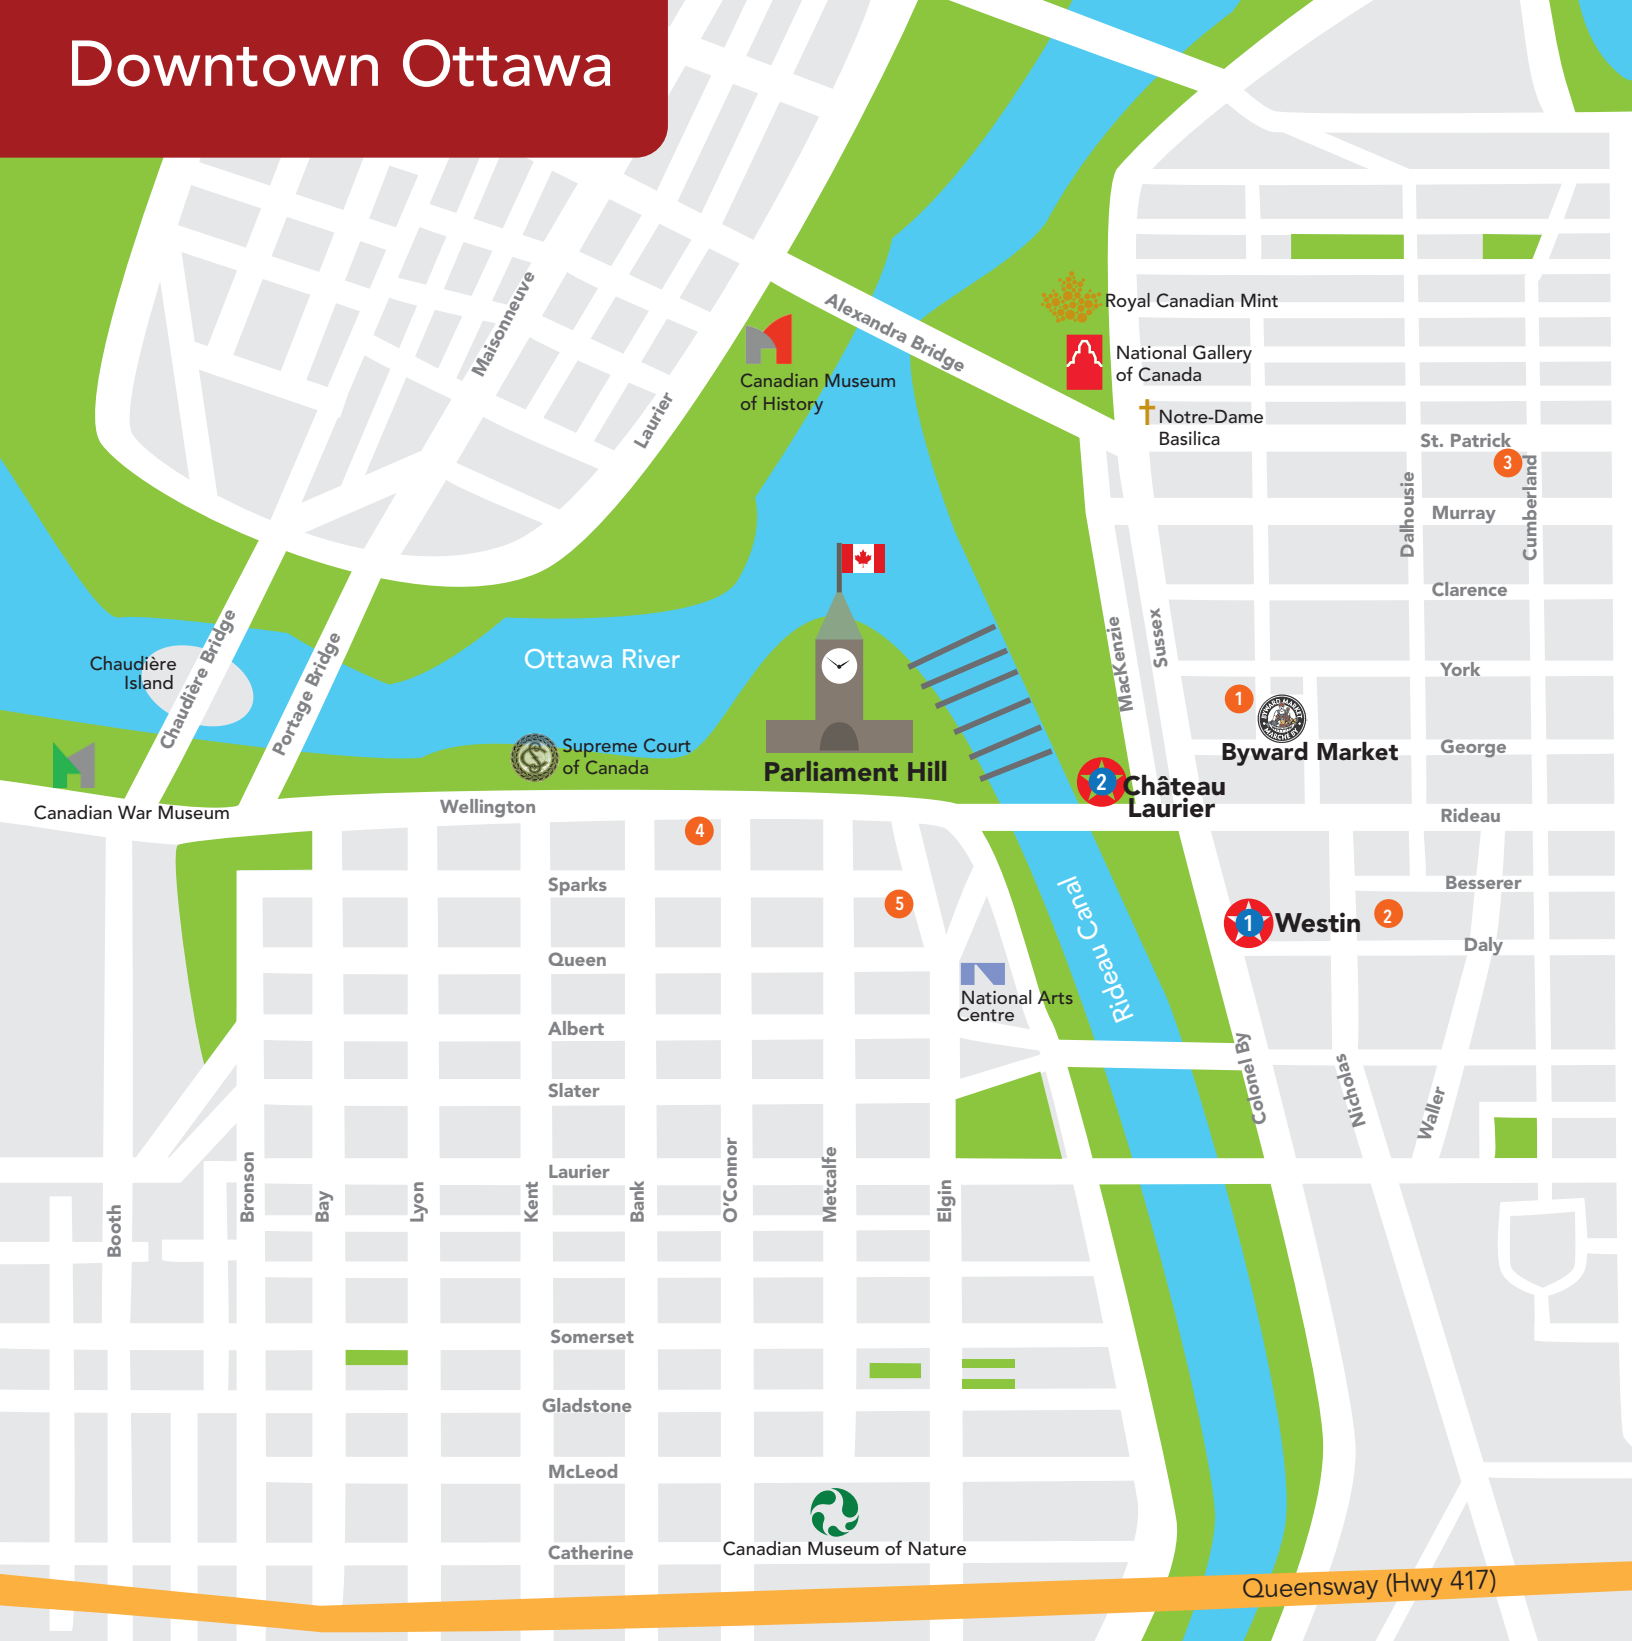 Downtown Ottawa
Maisonneuve
Laurier
Alexandra Bridge
Royal Canadian Mint
National Gallery
of Canada
Notre-Dame
Basilica
Canadian Museum
of History
St. Patrick
3
Dalhousie
Cumberland
Murray
Clarence
MacKenzie
Sussex
York
Chaudière
Island
Chaudière Bridge
Portage Bridge
Ottawa River
1
BYWARD MARKET
MARCHÉ BY
Byward Market
George
Supreme Court
of Canada
Parliament Hill
2
Château
Laurier
Canadian War Museum
Wellington
Rideau
4
Sparks
5
Rideau Canal
Besserer
1
Westin
2
Daly
Queen
National Arts
Centre
Albert
Slater
Colonel By
Nicholas
Waller
Laurier
Booth
Bronson
Bay
Lyon
Kent
Bank
O'Connor
Metcalfe
Elgin
Somerset
Gladstone
McLeod
Canadian Museum of Nature
Catherine
Queensway (Hwy 417)